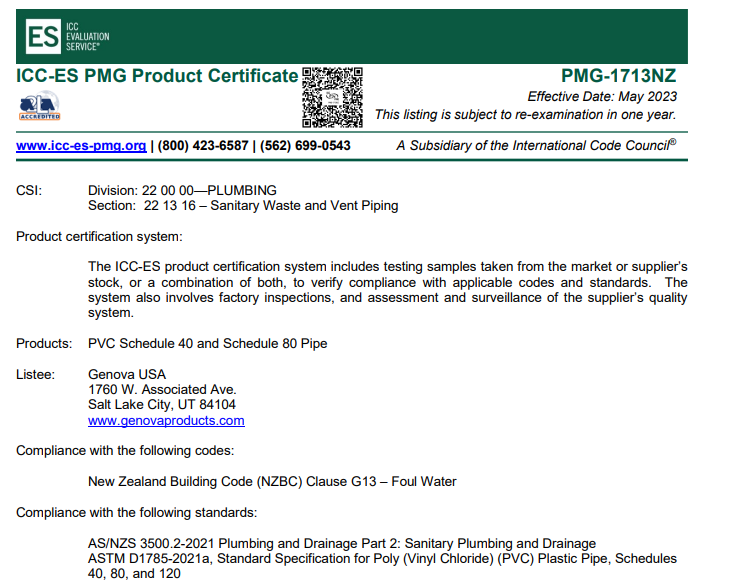 ES ICC
EVALUATION
SERVICE®
ICC-ES PMG Product Certificate
PMG-1713NZ
Effective Date: May 2023
This listing is subject to re-examination in one year.
ACCREDITED
www.icc-es-pmg.org | (800) 423-6587 | (562) 699-0543
A Subsidiary of the International Code Council®
CSI: Division: 22 00 00—PLUMBING
Section: 22 13 16 – Sanitary Waste and Vent Piping
Product certification system:
The ICC-ES product certification system includes testing samples taken from the market or supplier's
stock, or a combination of both, to verify compliance with applicable codes and standards. The
system also involves factory inspections, and assessment and surveillance of the supplier's quality
system.
Products: PVC Schedule 40 and Schedule 80 Pipe
Listee: Genova USA
1760 W. Associated Ave.
Salt Lake City, UT 84104
www.genovaproducts.com
Compliance with the following codes:
New Zealand Building Code (NZBC) Clause G13 – Foul Water
Compliance with the following standards:
AS/NZS 3500.2-2021 Plumbing and Drainage Part 2: Sanitary Plumbing and Drainage
ASTM D1785-2021a, Standard Specification for Poly (Vinyl Chloride) (PVC) Plastic Pipe, Schedules
40, 80, and 120